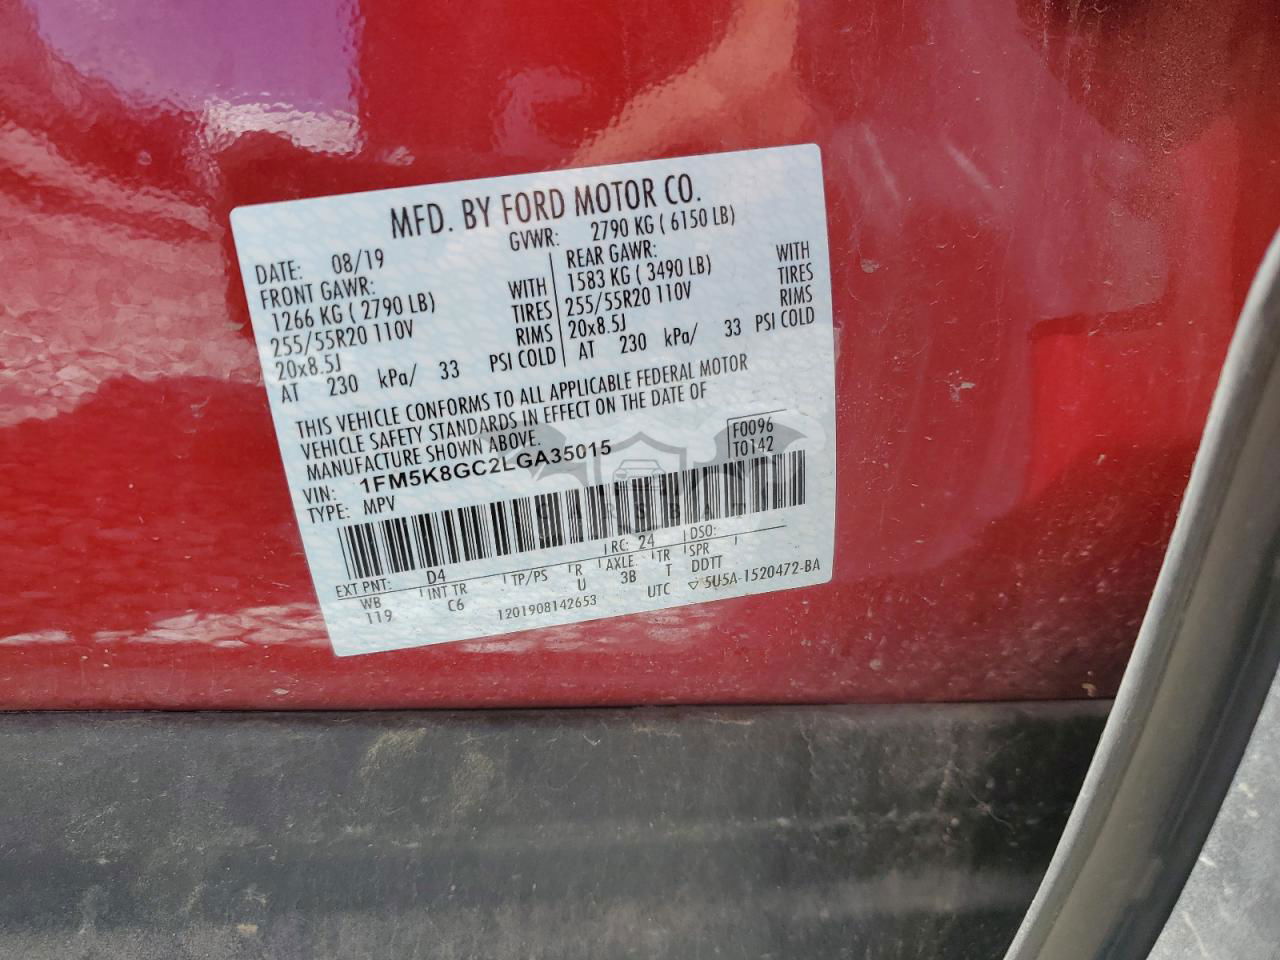 MFD. BY FORD MOTOR CO.
DATE: 08/19 GVWR: 2790 KG ( 6150 LB)
FRONT GAWR: REAR GAWR:
1266 KG ( 2790 LB) WITH 1583 KG ( 3490 LB) WITH
255/55R20 110V TIRES 255/55R20 110V TIRES
20x8.5J RIMS 20x8.5J RIMS
AT 230 kPa/ 33 PSI COLD AT 230 kPa/ 33 PSI COLD
THIS VEHICLE CONFORMS TO ALL APPLICABLE FEDERAL MOTOR
VEHICLE SAFETY STANDARDS IN EFFECT ON THE DATE OF
MANUFACTURE SHOWN ABOVE.
VIN: 1FM5K8GC2LGA35015 F0096
TYPE: MPV T0142
EXT PNT: D4 RC: 24 DSO:
WB INT TR TP/PS R AXLE TR SPR
119 C6 U 3B T DDTT
1201908142653 UTC ▽5U5A-1520472-BA